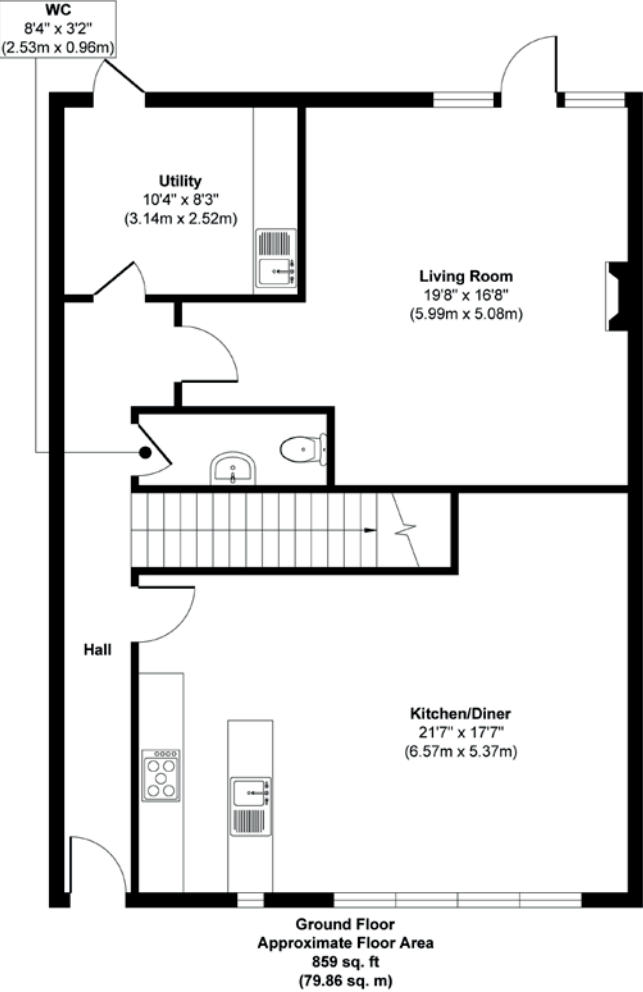 WC
8'4" x 3'2"
(2.53m x 0.96m)
Utility
10'4" x 8'3"
(3.14m x 2.52m)
Living Room
19'8" x 16'8"
(5.99m x 5.08m)
Hall
Kitchen/Diner
21'7" x 17'7"
(6.57m x 5.37m)
Ground Floor
Approximate Floor Area
859 sq. ft
(79.86 sq. m)